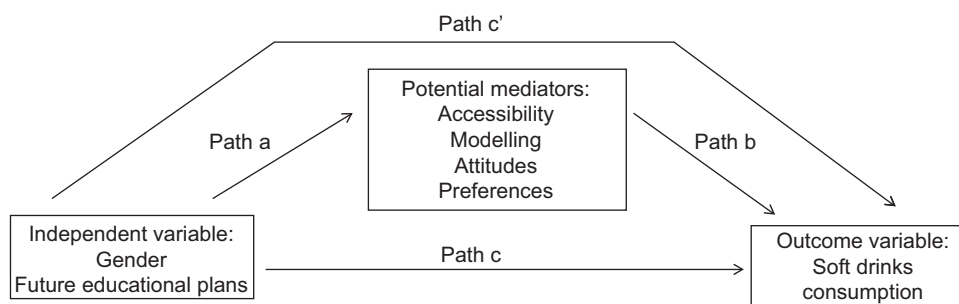 Path c’
Potential mediators:
Accessibility
Modelling
Attitudes
Preferences
Path a
Path b
Independent variable:
Gender
Future educational plans
Path c
Outcome variable:
Soft drinks
consumption